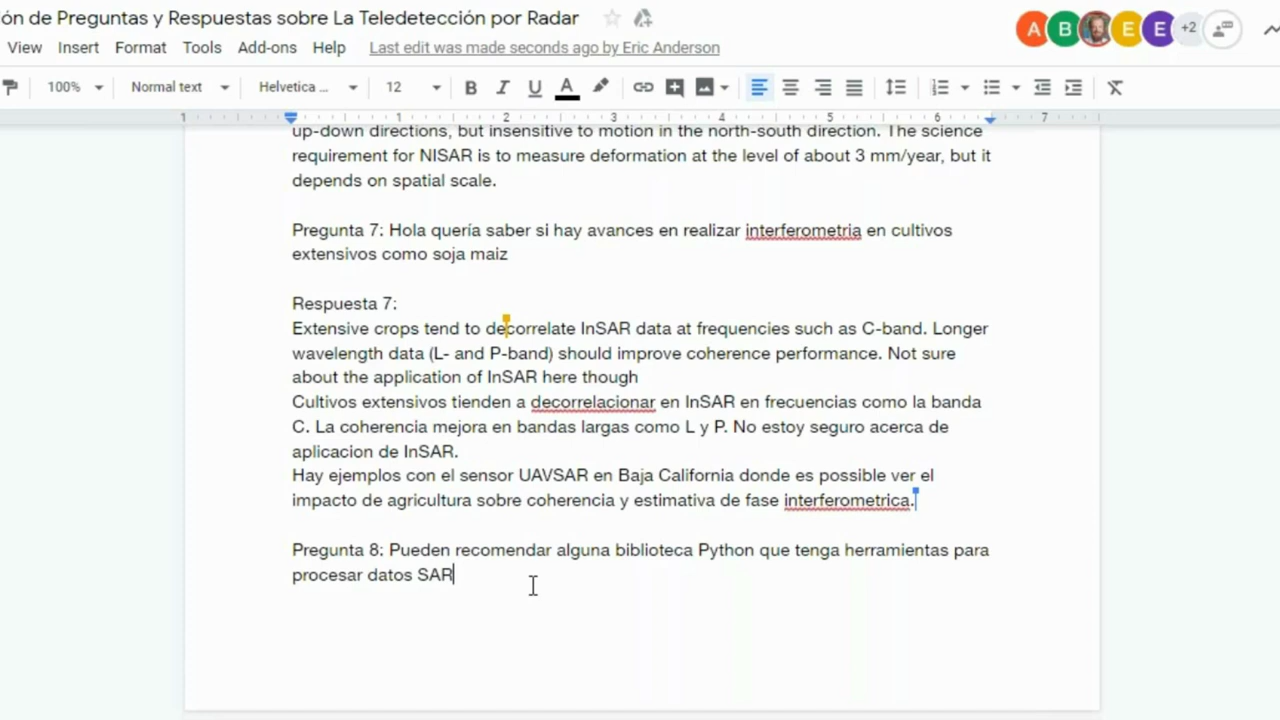 ón de Preguntas y Respuestas sobre La Teledetección por Radar
View Insert Format Tools Add-ons Help Last edit was made seconds ago by Eric Anderson
A B E E +2
100% Normal text Helvetica ... 12 B I U A
1 1 2 3 4 5 6 7
up-down directions, but insensitive to motion in the north-south direction. The science
requirement for NISAR is to measure deformation at the level of about 3 mm/year, but it
depends on spatial scale.
Pregunta 7: Hola quería saber si hay avances en realizar interferometria en cultivos
extensivos como soja maiz
Respuesta 7:
Extensive crops tend to decorrelate InSAR data at frequencies such as C-band. Longer
wavelength data (L- and P-band) should improve coherence performance. Not sure
about the application of InSAR here though
Cultivos extensivos tienden a decorrelacionar en InSAR en frecuencias como la banda
C. La coherencia mejora en bandas largas como L y P. No estoy seguro acerca de
aplicacion de InSAR.
Hay ejemplos con el sensor UAVSAR en Baja California donde es possible ver el
impacto de agricultura sobre coherencia y estimativa de fase interferometrica.
Pregunta 8: Pueden recomendar alguna biblioteca Python que tenga herramientas para
procesar datos SAR